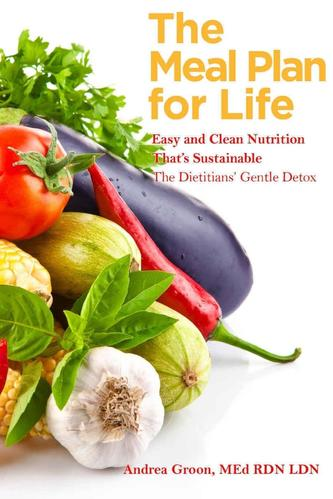 The
Meal Plan
for Life
Easy and Clean Nutrition
That's Sustainable
The Dietitians' Gentle Detox
Andrea Groon, MEd RDN LDN